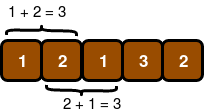 1 + 2 = 3
1 2 1 3 2
2 + 1 = 3